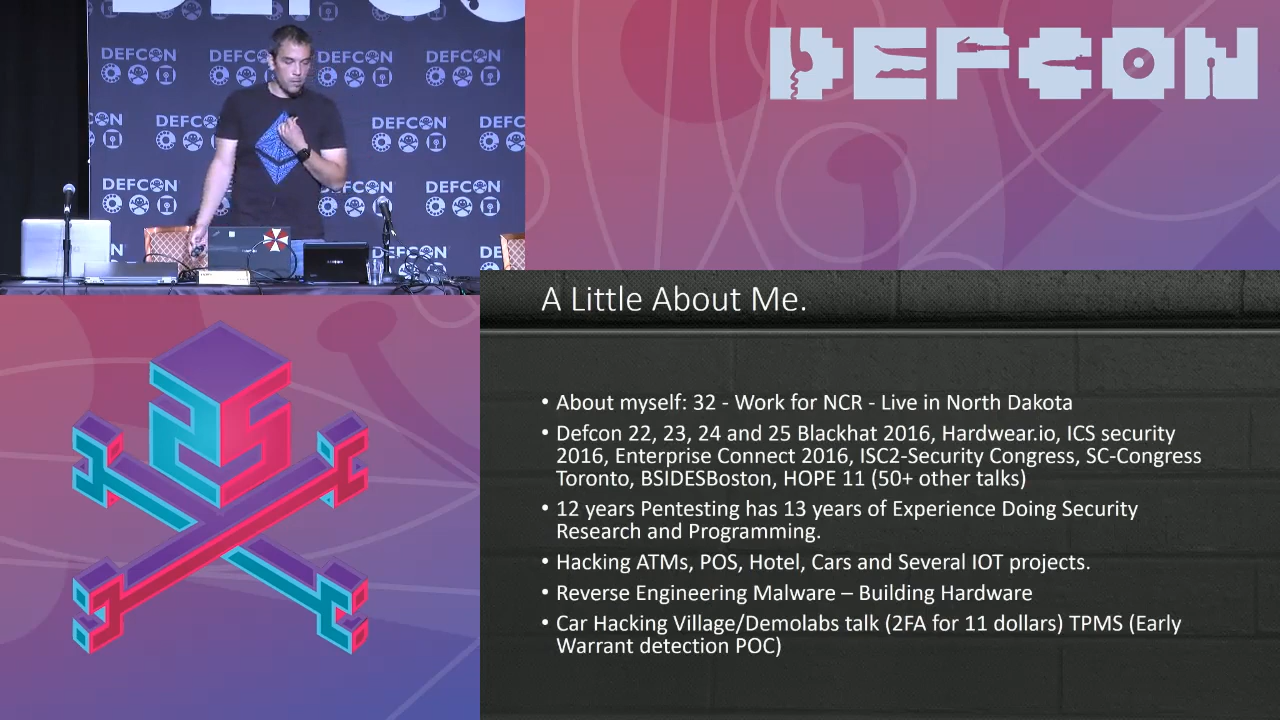 DEFCON
DEFCON DEFCON DEFCON DEFCON
DEFCON DEFCON DEFCON
DEFCON DEFCON
DEFCON
DEFCON
A Little About Me.
• About myself: 32 - Work for NCR - Live in North Dakota
• Defcon 22, 23, 24 and 25 Blackhat 2016, Hardwear.io, ICS security
2016, Enterprise Connect 2016, ISC2-Security Congress, SC-Congress
Toronto, BSIDESBoston, HOPE 11 (50+ other talks)
• 12 years Pentesting has 13 years of Experience Doing Security
Research and Programming.
• Hacking ATMs, POS, Hotel, Cars and Several IOT projects.
• Reverse Engineering Malware – Building Hardware
• Car Hacking Village/Demolabs talk (2FA for 11 dollars) TPMS (Early
Warrant detection POC)
25